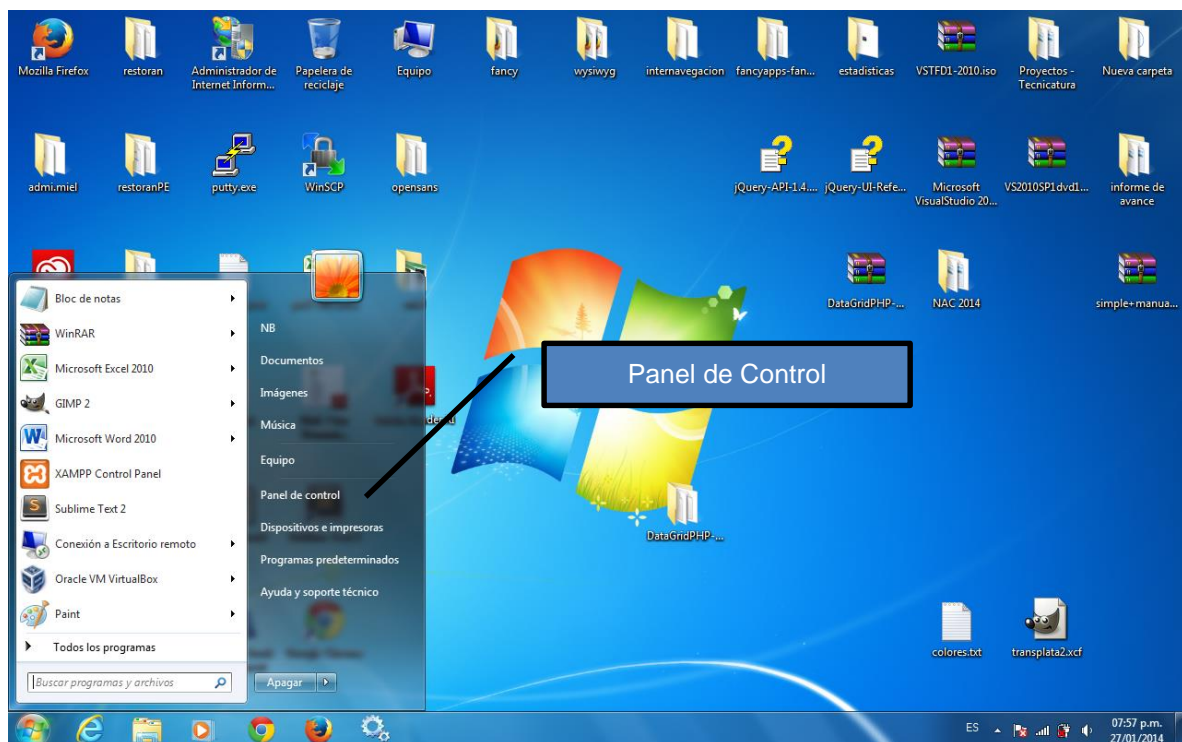 Mozilla Firefox
restoran
Administrador de
Internet Inform...
Papelera de
reciclaje
Equipo
fancy
wysiwyg
internavegacion
fancyapps-fan...
estadisticas
VSTFD1-2010.iso
Proyectos -
Tecnicatura
Nueva carpeta
admi.miel
restoranPE
putty.exe
WinSCP
opensans
jQuery-API-1.4....
jQuery-UI-Refe...
Microsoft
VisualStudio 20...
VS2010SP1dvd1...
informe de
avance
DataGridPHP-...
NAC 2014
simple+manua...
Bloc de notas
WinRAR
Microsoft Excel 2010
GIMP 2
Microsoft Word 2010
XAMPP Control Panel
Sublime Text 2
Conexión a Escritorio remoto
Oracle VM VirtualBox
Paint
Todos los programas
Buscar programas y archivos
NB
Documentos
Imágenes
Música
Equipo
Panel de control
Dispositivos e impresoras
Programas predeterminados
Ayuda y soporte técnico
Apagar
Panel de Control
DataGridPHP-...
colores.txt
transplata2.xcf
ES
07:57 p.m.
27/01/2014